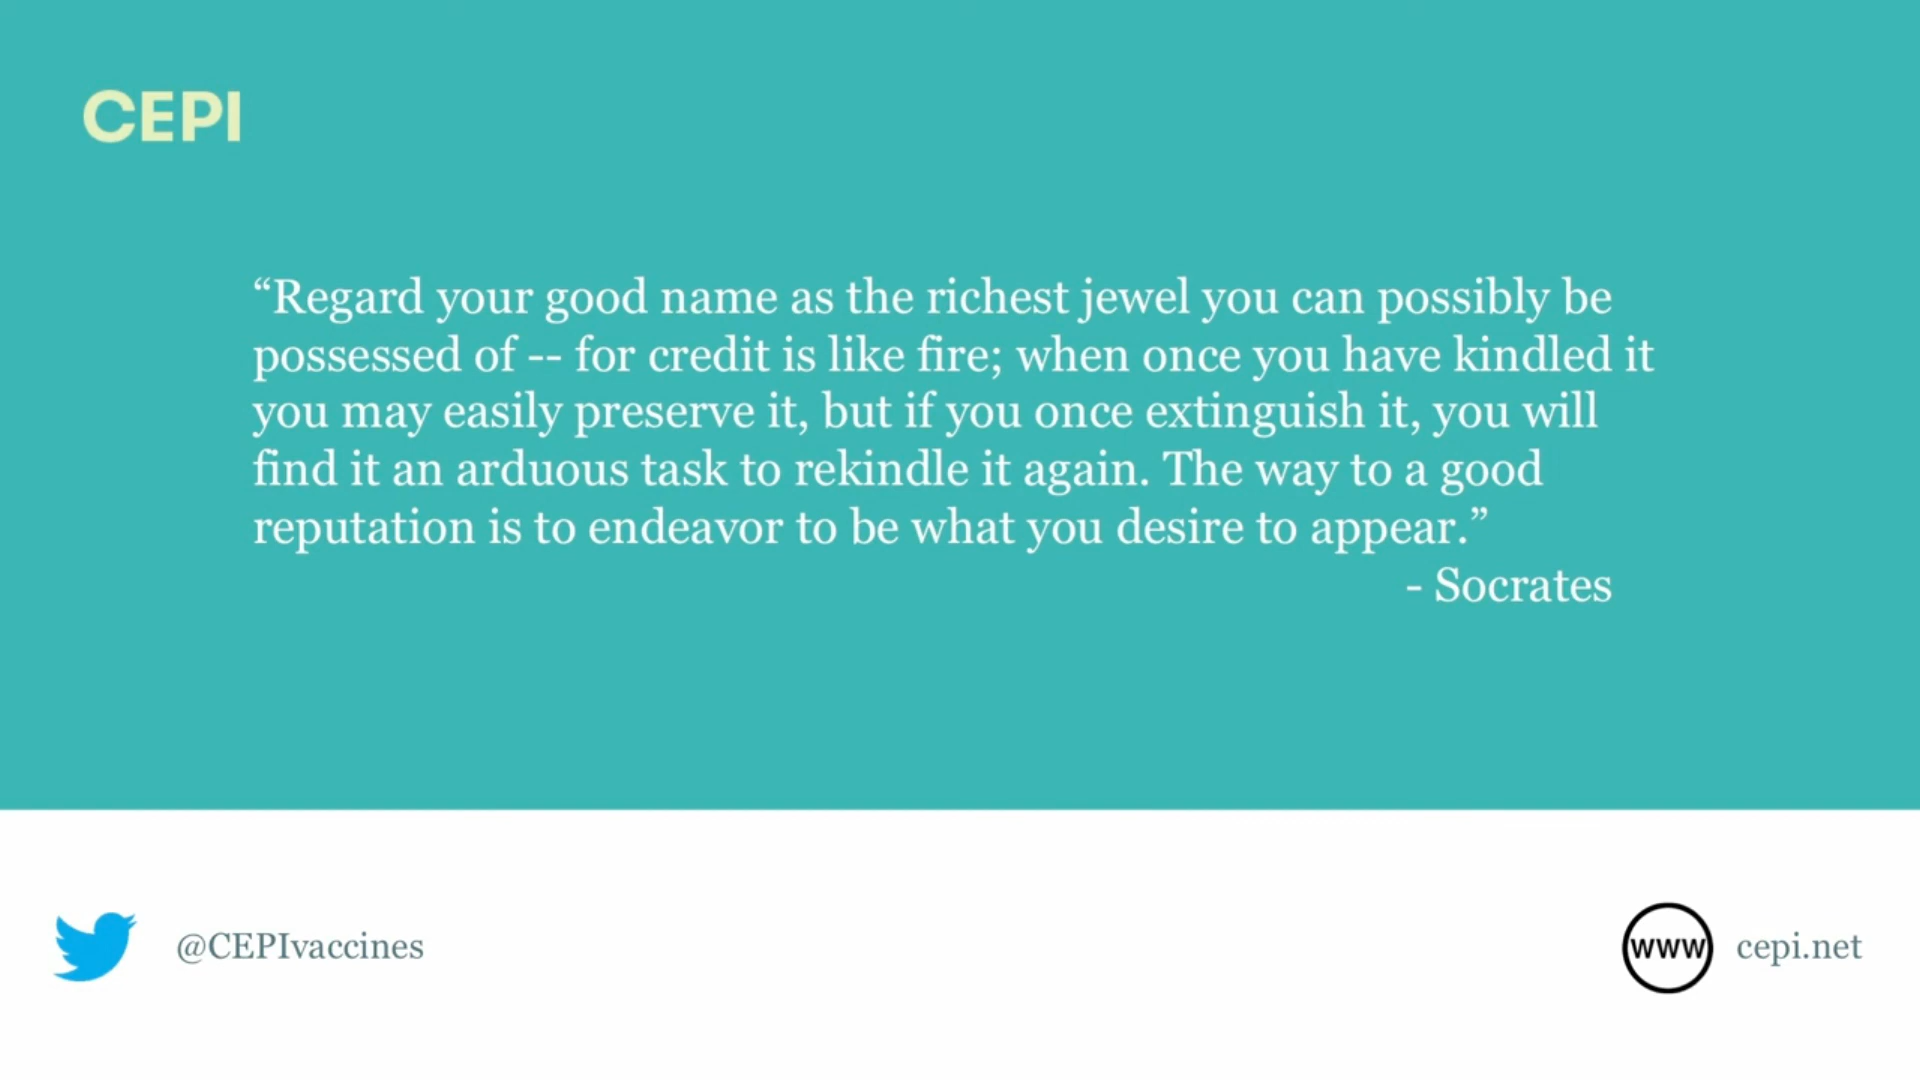 CEPI
“Regard your good name as the richest jewel you can possibly be
possessed of -- for credit is like fire; when once you have kindled it
you may easily preserve it, but if you once extinguish it, you will
find it an arduous task to rekindle it again. The way to a good
reputation is to endeavor to be what you desire to appear.”
- Socrates
@CEPIvaccines
www cepi.net